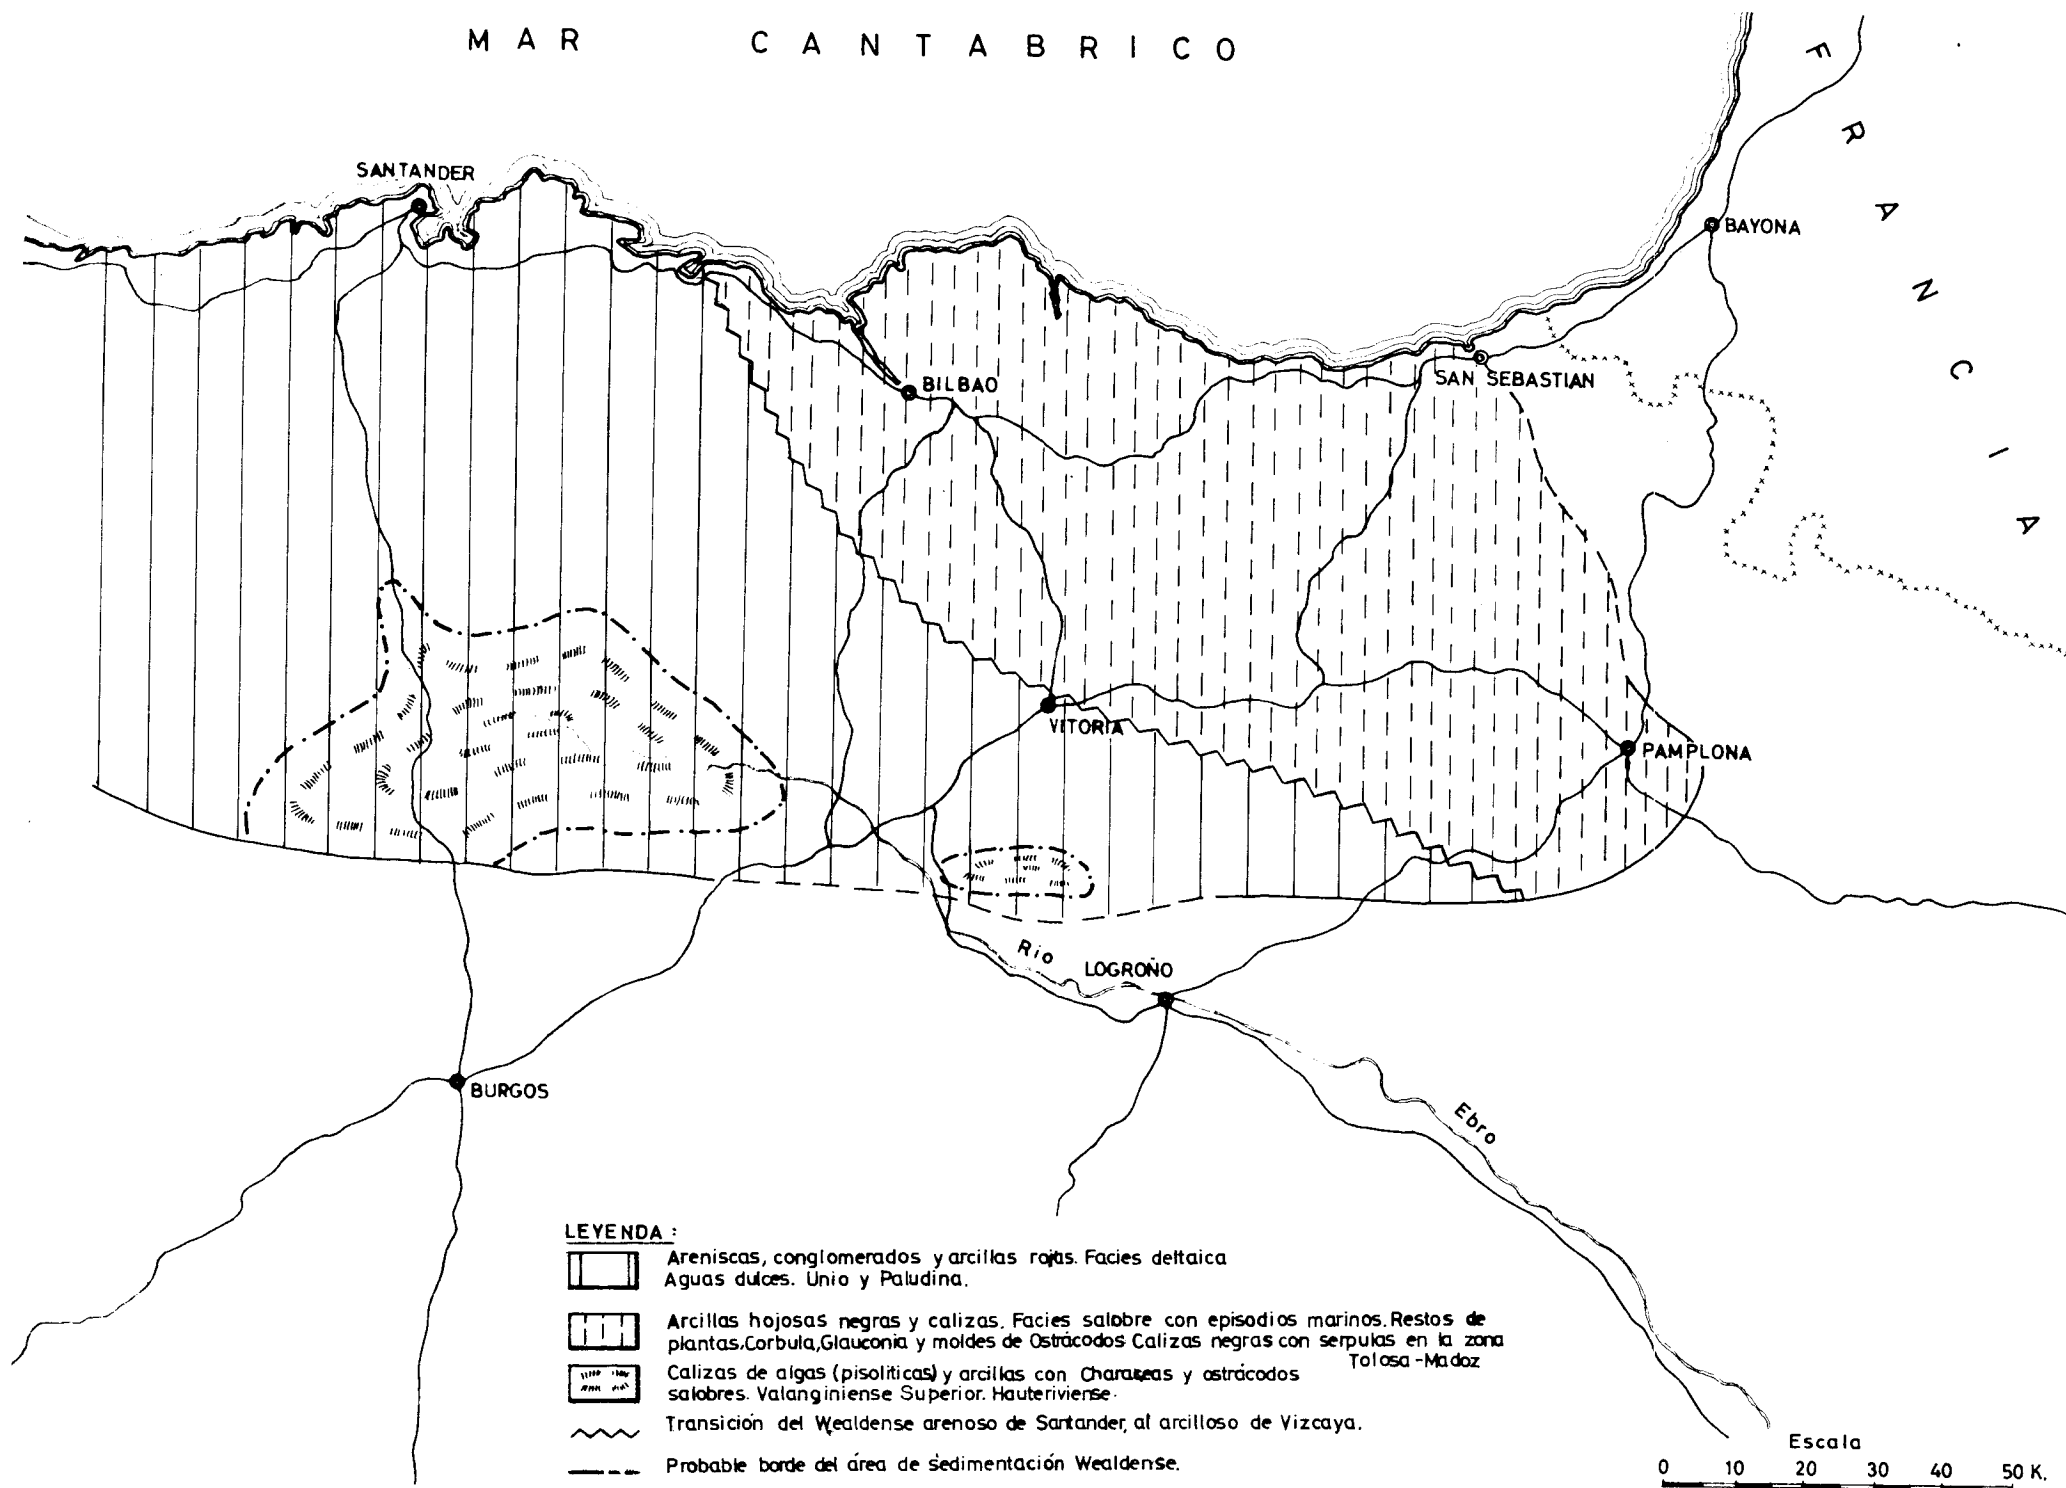 MAR CANTABRICO
FRANCIA
SANTANDER
BAYONA
BILBAO
SAN SEBASTIAN
VITORIA
PAMPLONA
Rio
LOGROÑO
BURGOS
Ebro
LEYENDA :
Areniscas, conglomerados y arcillas rojas. Facies deltaica
Aguas dulces. Unio y Paludina.
Arcillas hojosas negras y calizas. Facies salobre con episodios marinos. Restos de
plantas, Corbula, Glauconia y moldes de Ostrácodos Calizas negras con serpulas en la zona
Tolosa-Madoz
Calizas de algas (pisolíticas) y arcillas con Characeas y ostrácodos
salobres. Valanginiense Superior. Hauteriviense.
Transición del Wealdense arenoso de Santander, al arcilloso de Vizcaya.
Probable borde del área de sedimentación Wealdense.
Escala
0 10 20 30 40 50 K.